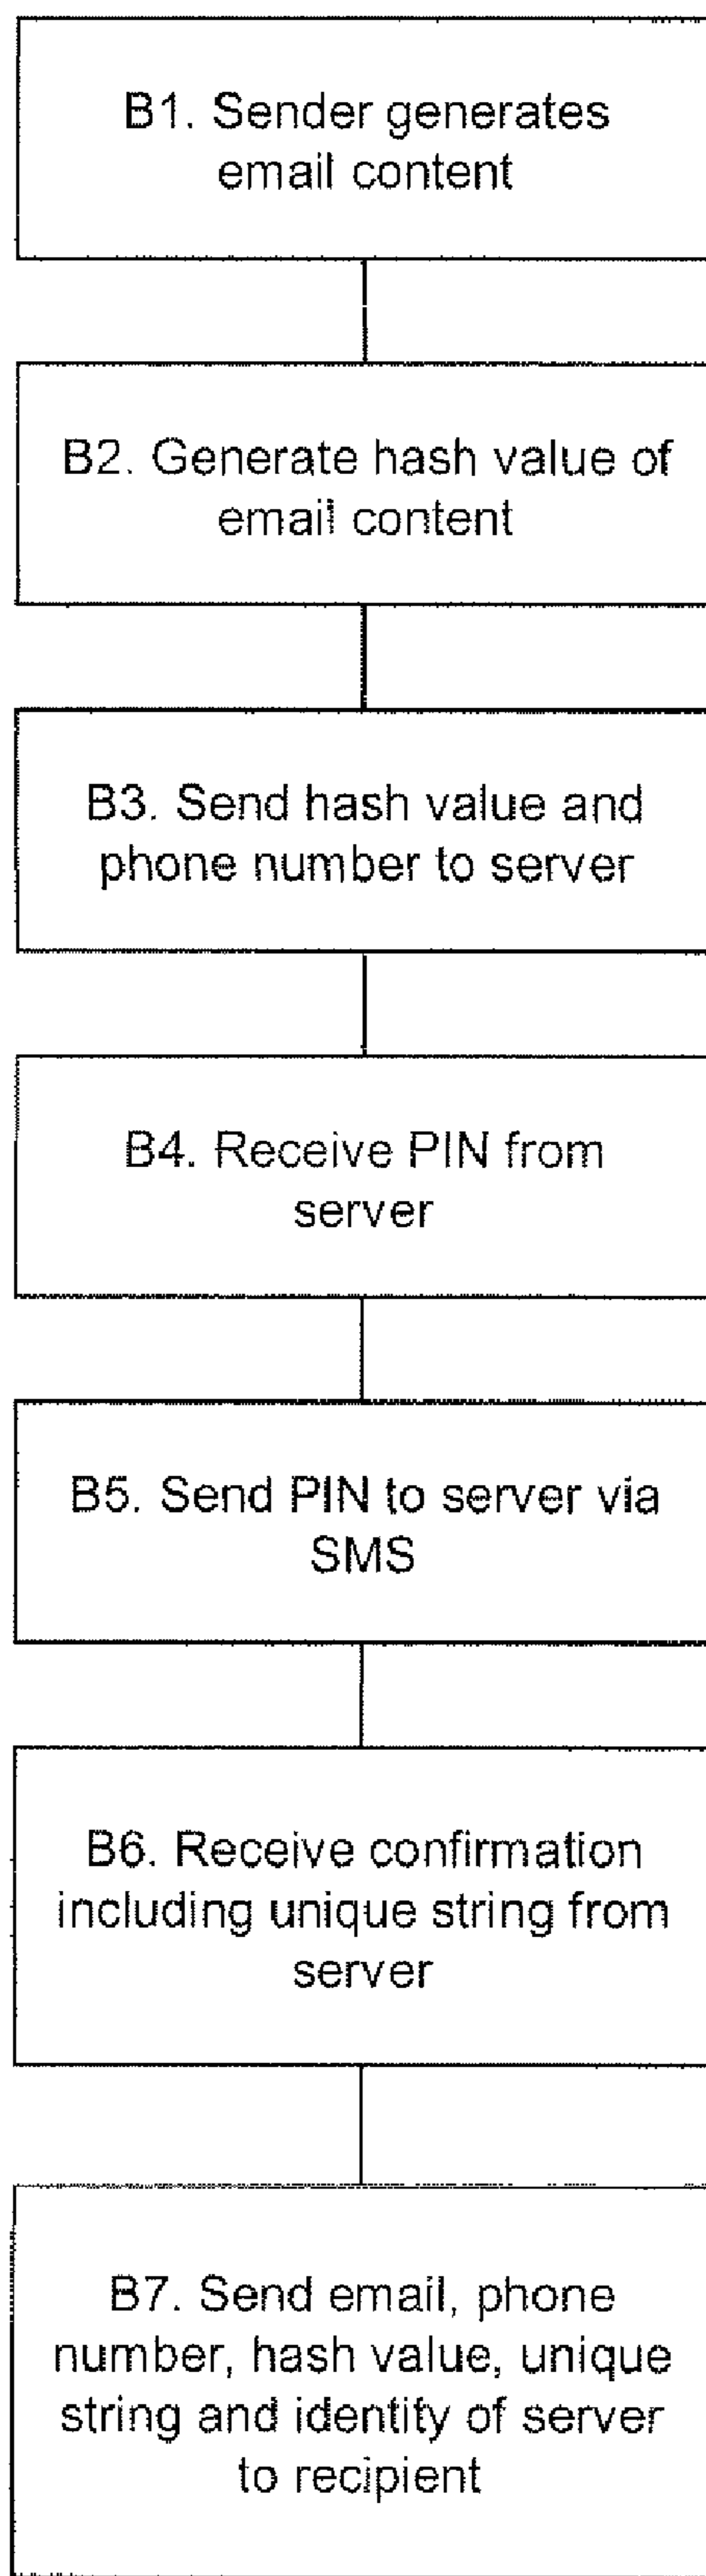 B1. Sender generates
email content
B2. Generate hash value of
email content
B3. Send hash value and
phone number to server
B4. Receive PIN from
server
B5. Send PIN to server via
SMS
B6. Receive confirmation
including unique string from
server
B7. Send email, phone
number, hash value, unique
string and identity of server
to recipient